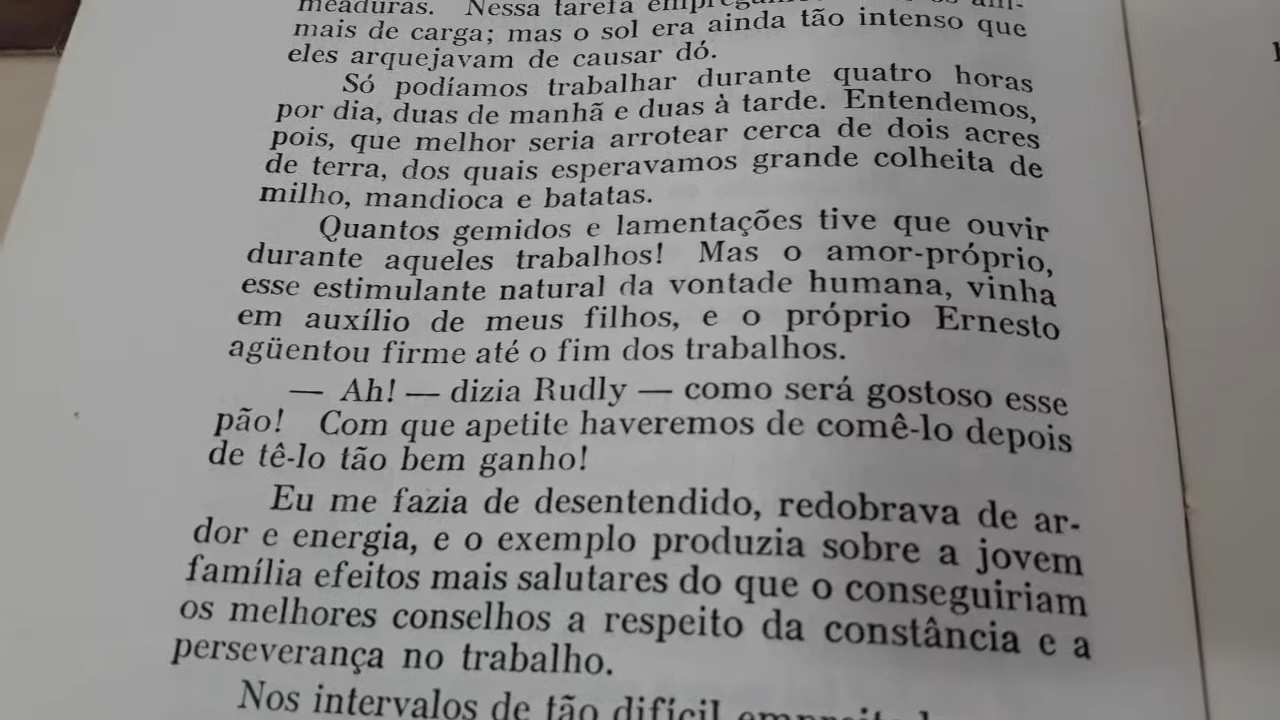 meaduras. Nessa tarefa
mais de carga; mas o sol era ainda tão intenso que
eles arquejavam de causar dó.
Só podíamos trabalhar durante quatro horas
por dia, duas de manhã e duas à tarde. Entendemos,
pois, que melhor seria arrotear cerca de dois acres
de terra, dos quais esperavamos grande colheita de
milho, mandioca e batatas.
Quantos gemidos e lamentações tive que ouvir
durante aqueles trabalhos! Mas o amor-próprio,
esse estimulante natural da vontade humana, vinha
em auxílio de meus filhos, e o próprio Ernesto
agüentou firme até o fim dos trabalhos.
— Ah! — dizia Rudly — como será gostoso esse
pão! Com que apetite haveremos de comê-lo depois
de tê-lo tão bem ganho!
Eu me fazia de desentendido, redobrava de ar-
dor e energia, e o exemplo produzia sobre a jovem
família efeitos mais salutares do que o conseguiriam
os melhores conselhos a respeito da constância e a
perseverança no trabalho.
Nos intervalos de tão difícil